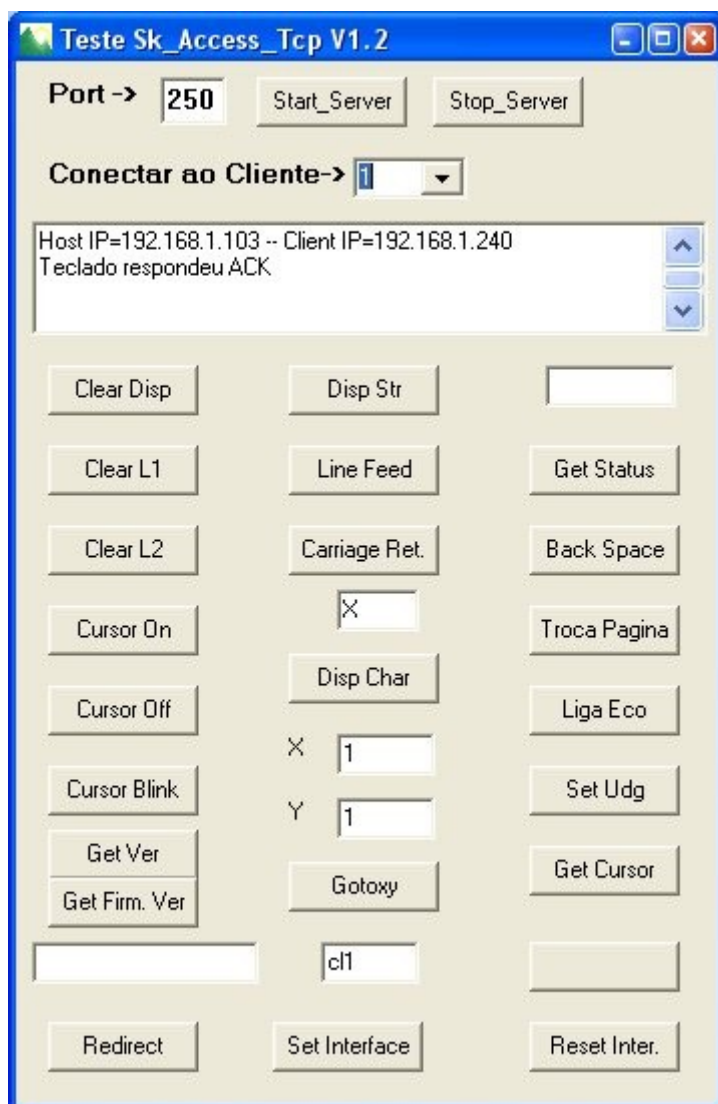 Teste Sk_Access_Tcp V1.2
Port -> 250 Start_Server Stop_Server
Conectar ao Cliente-> 1
Host IP=192.168.1.103 -- Client IP=192.168.1.240
Teclado respondeu ACK
Clear Disp Disp Str
Clear L1 Line Feed Get Status
Clear L2 Carriage Ret. Back Space
X
Cursor On Troca Pagina
Disp Char
Cursor Off Liga Eco
X 1
Cursor Blink Set Udg
Y 1
Get Ver
Get Cursor
Gotoxy
Get Firm. Ver
cl1
Redirect Set Interface Reset Inter.